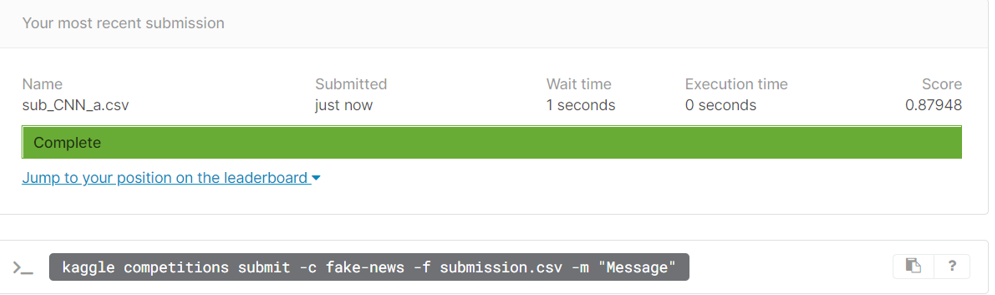 Your most recent submission
Name Submitted Wait time Execution time Score
sub_CNN_a.csv just now 1 seconds 0 seconds 0.87948
Complete
Jump to your position on the leaderboard
>_ kaggle competitions submit -c fake-news -f submission.csv -m "Message" ?